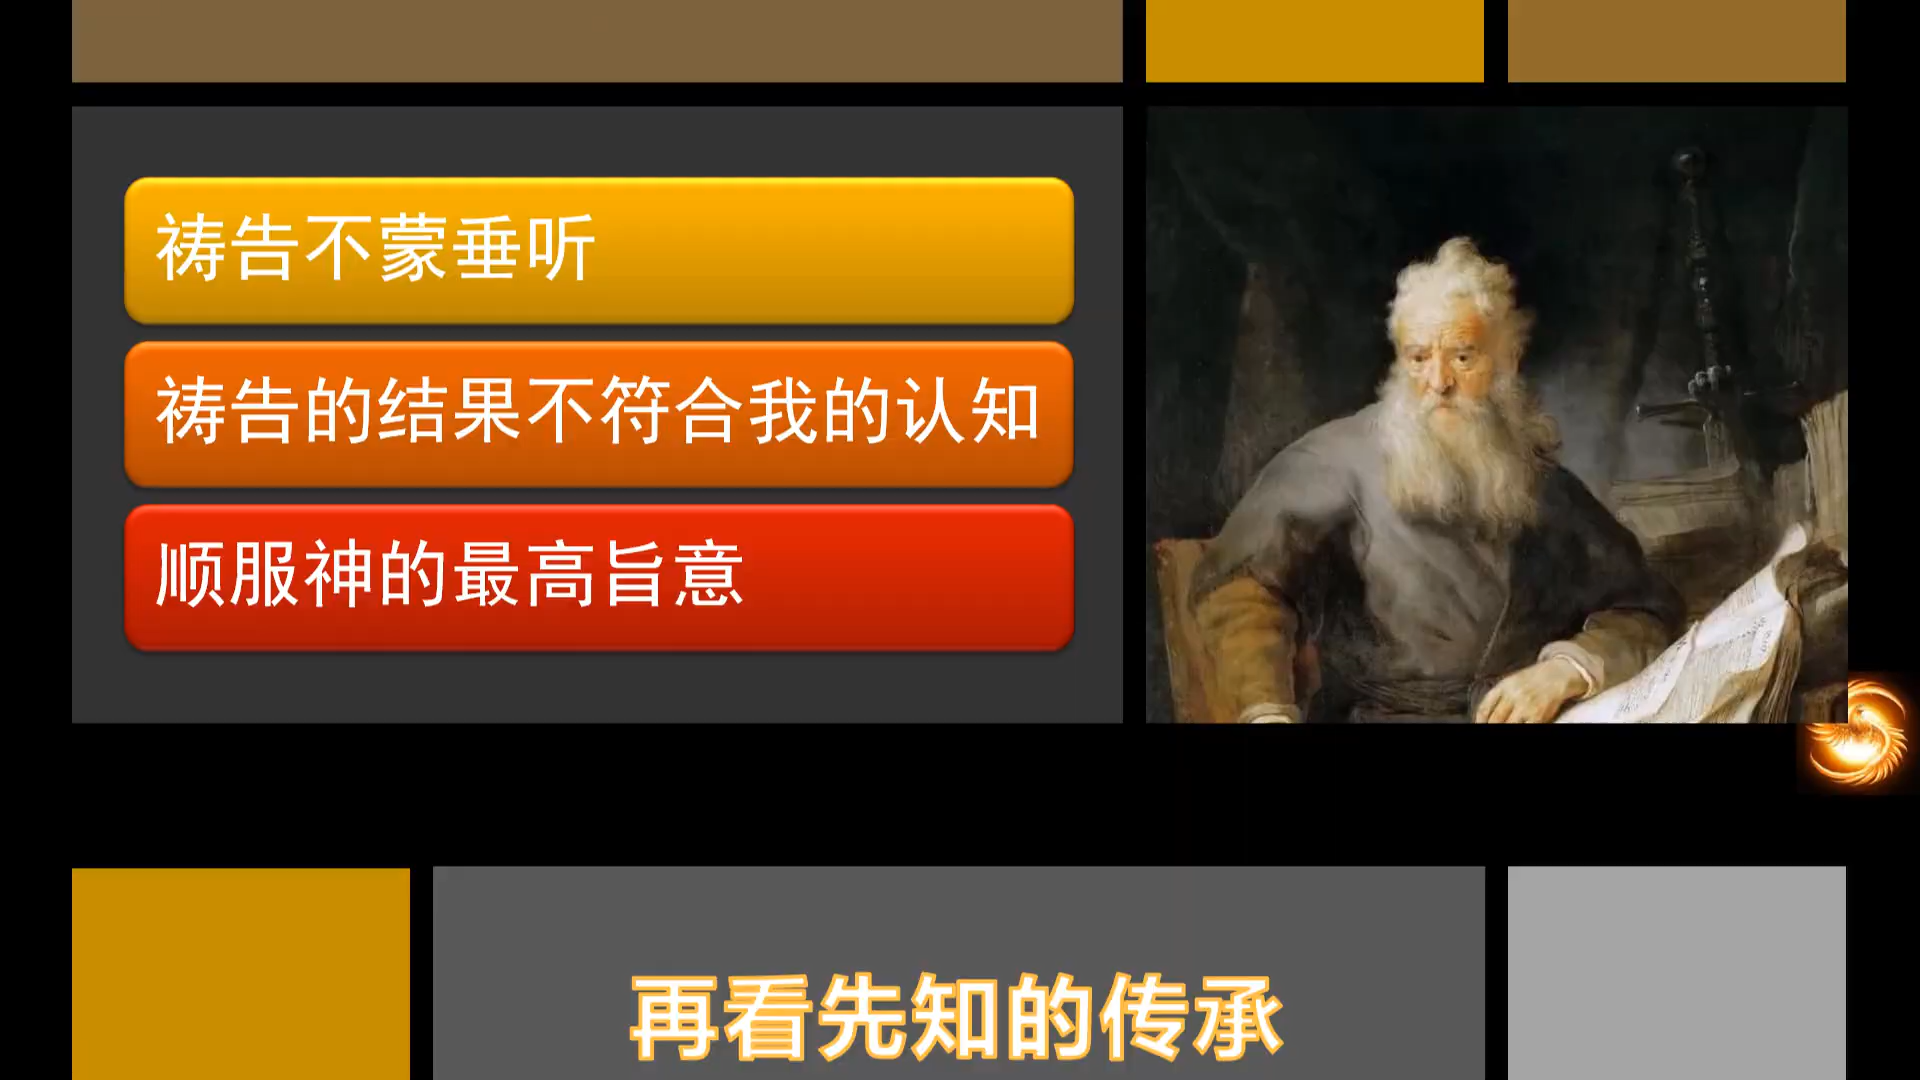 祷告不蒙垂听
祷告的结果不符合我的认知
顺服神的最高旨意
再看先知的传承